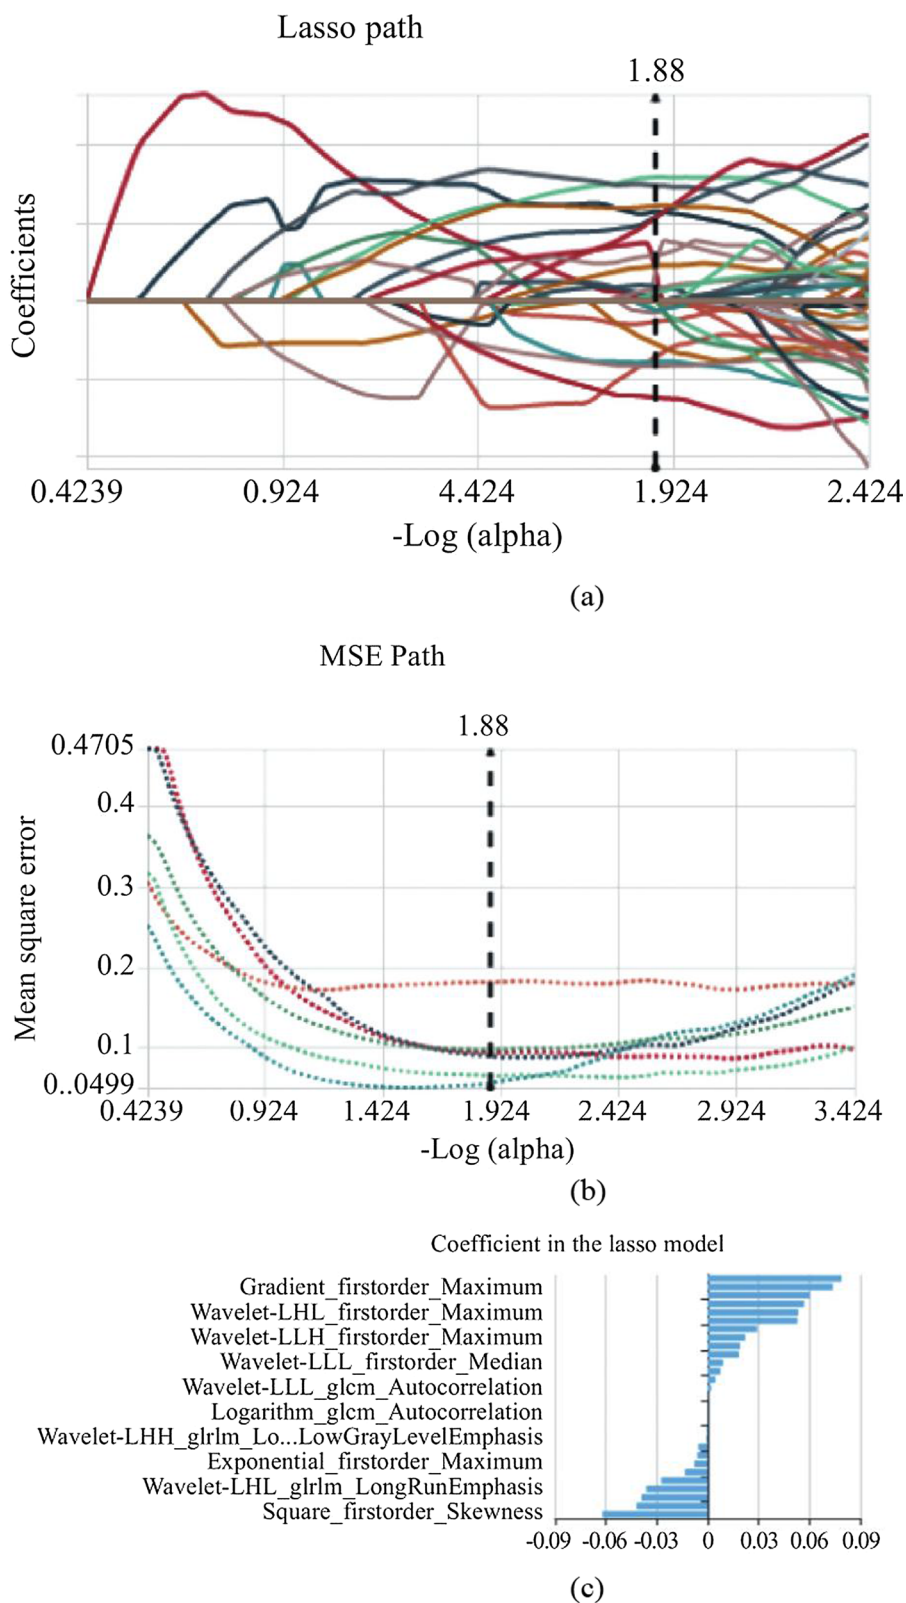 Lasso path
1.88
Coefficients
0.4239 0.924 4.424 1.924 2.424
-Log (alpha)
(a)
MSE Path
1.88
0.4705
0.4
0.3
0.2
0.1
0..0499
Mean square error
0.4239 0.924 1.424 1.924 2.424 2.924 3.424
-Log (alpha)
(b)
Coefficient in the lasso model
Gradient_firstorder_Maximum
Wavelet-LHL_firstorder_Maximum
Wavelet-LLH_firstorder_Maximum
Wavelet-LLL_firstorder_Median
Wavelet-LLL_glcm_Autocorrelation
Logarithm_glcm_Autocorrelation
Wavelet-LHH_glrlm_Lo...LowGrayLevelEmphasis
Exponential_firstorder_Maximum
Wavelet-LHL_glrlm_LongRunEmphasis
Square_firstorder_Skewness
-0.09 -0.06 -0.03 0 0.03 0.06 0.09
(c)